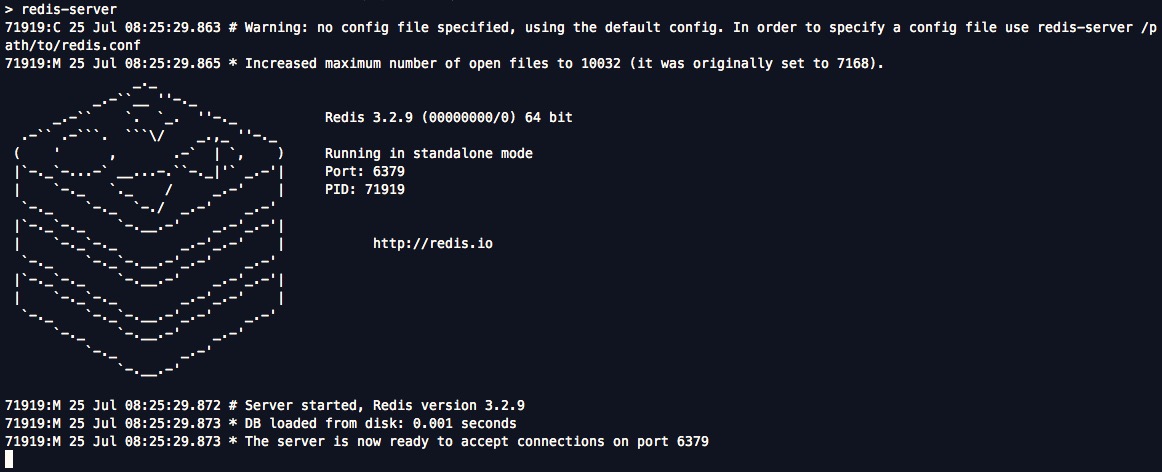 > redis-server
71919:C 25 Jul 08:25:29.863 # Warning: no config file specified, using the default config. In order to specify a config file use redis-server /p
ath/to/redis.conf
71919:M 25 Jul 08:25:29.865 * Increased maximum number of open files to 10032 (it was originally set to 7168).
Redis 3.2.9 (00000000/0) 64 bit
Running in standalone mode
Port: 6379
PID: 71919
http://redis.io
71919:M 25 Jul 08:25:29.872 # Server started, Redis version 3.2.9
71919:M 25 Jul 08:25:29.873 * DB loaded from disk: 0.001 seconds
71919:M 25 Jul 08:25:29.873 * The server is now ready to accept connections on port 6379